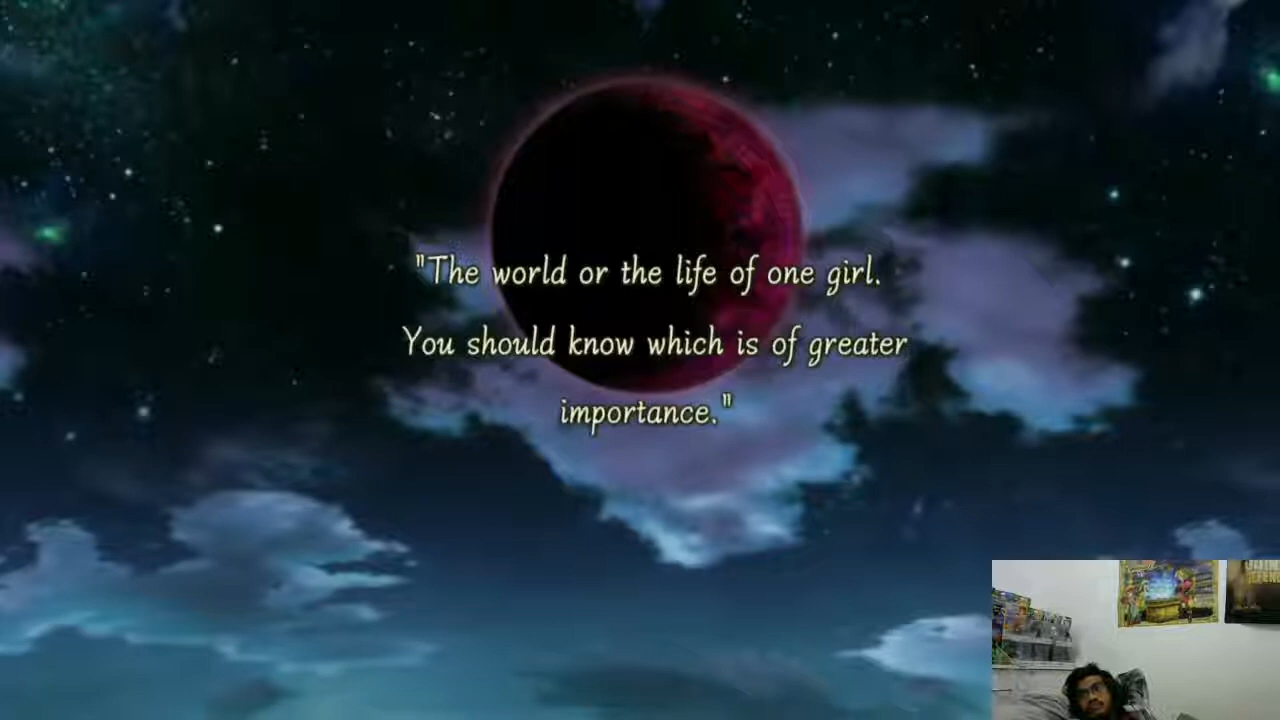 "The world or the life of one girl.
You should know which is of greater
importance."